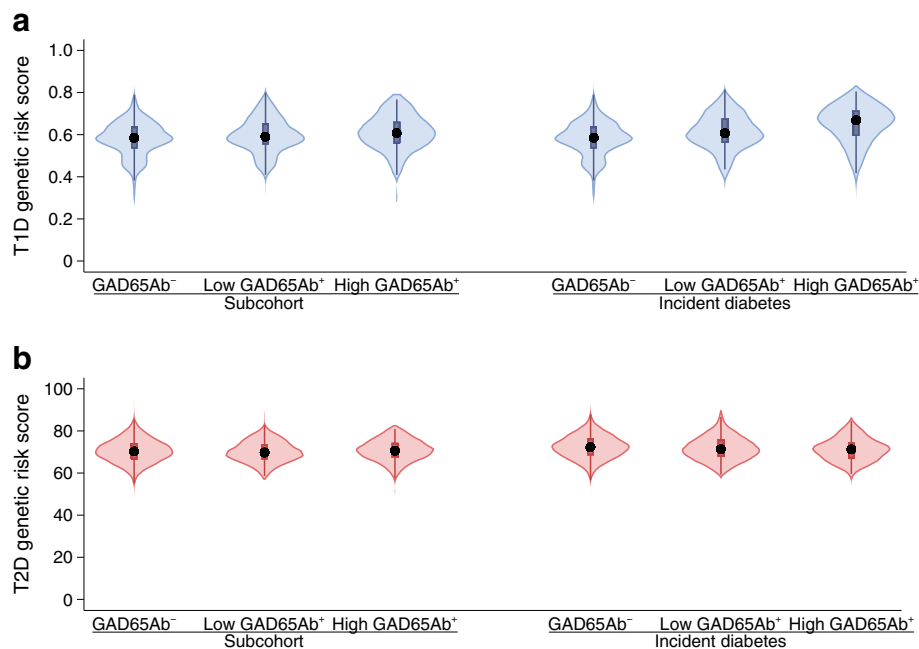 a
T1D genetic risk score
1.0
0.8
0.6
0.4
0.2
0
GAD65Ab⁻ Low GAD65Ab⁺ High GAD65Ab⁺ GAD65Ab⁻ Low GAD65Ab⁺ High GAD65Ab⁺
Subcohort Incident diabetes
b
T2D genetic risk score
100
80
60
40
20
0
GAD65Ab⁻ Low GAD65Ab⁺ High GAD65Ab⁺ GAD65Ab⁻ Low GAD65Ab⁺ High GAD65Ab⁺
Subcohort Incident diabetes